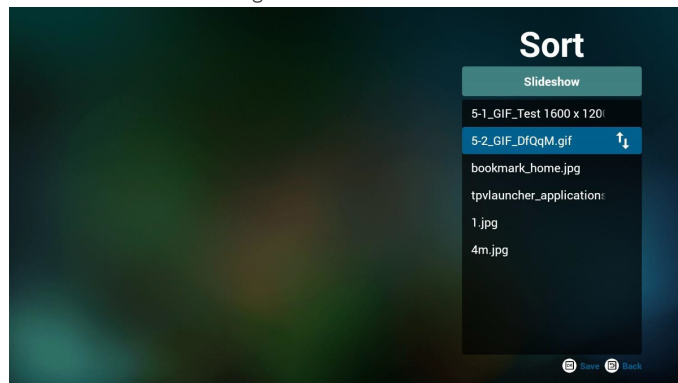 Sort
Slideshow
5-1_GIF_Test 1600 x 120
5-2_GIF_DfQqM.gif
bookmark_home.jpg
tpvlauncher_applications
1.jpg
4m.jpg
Save Back